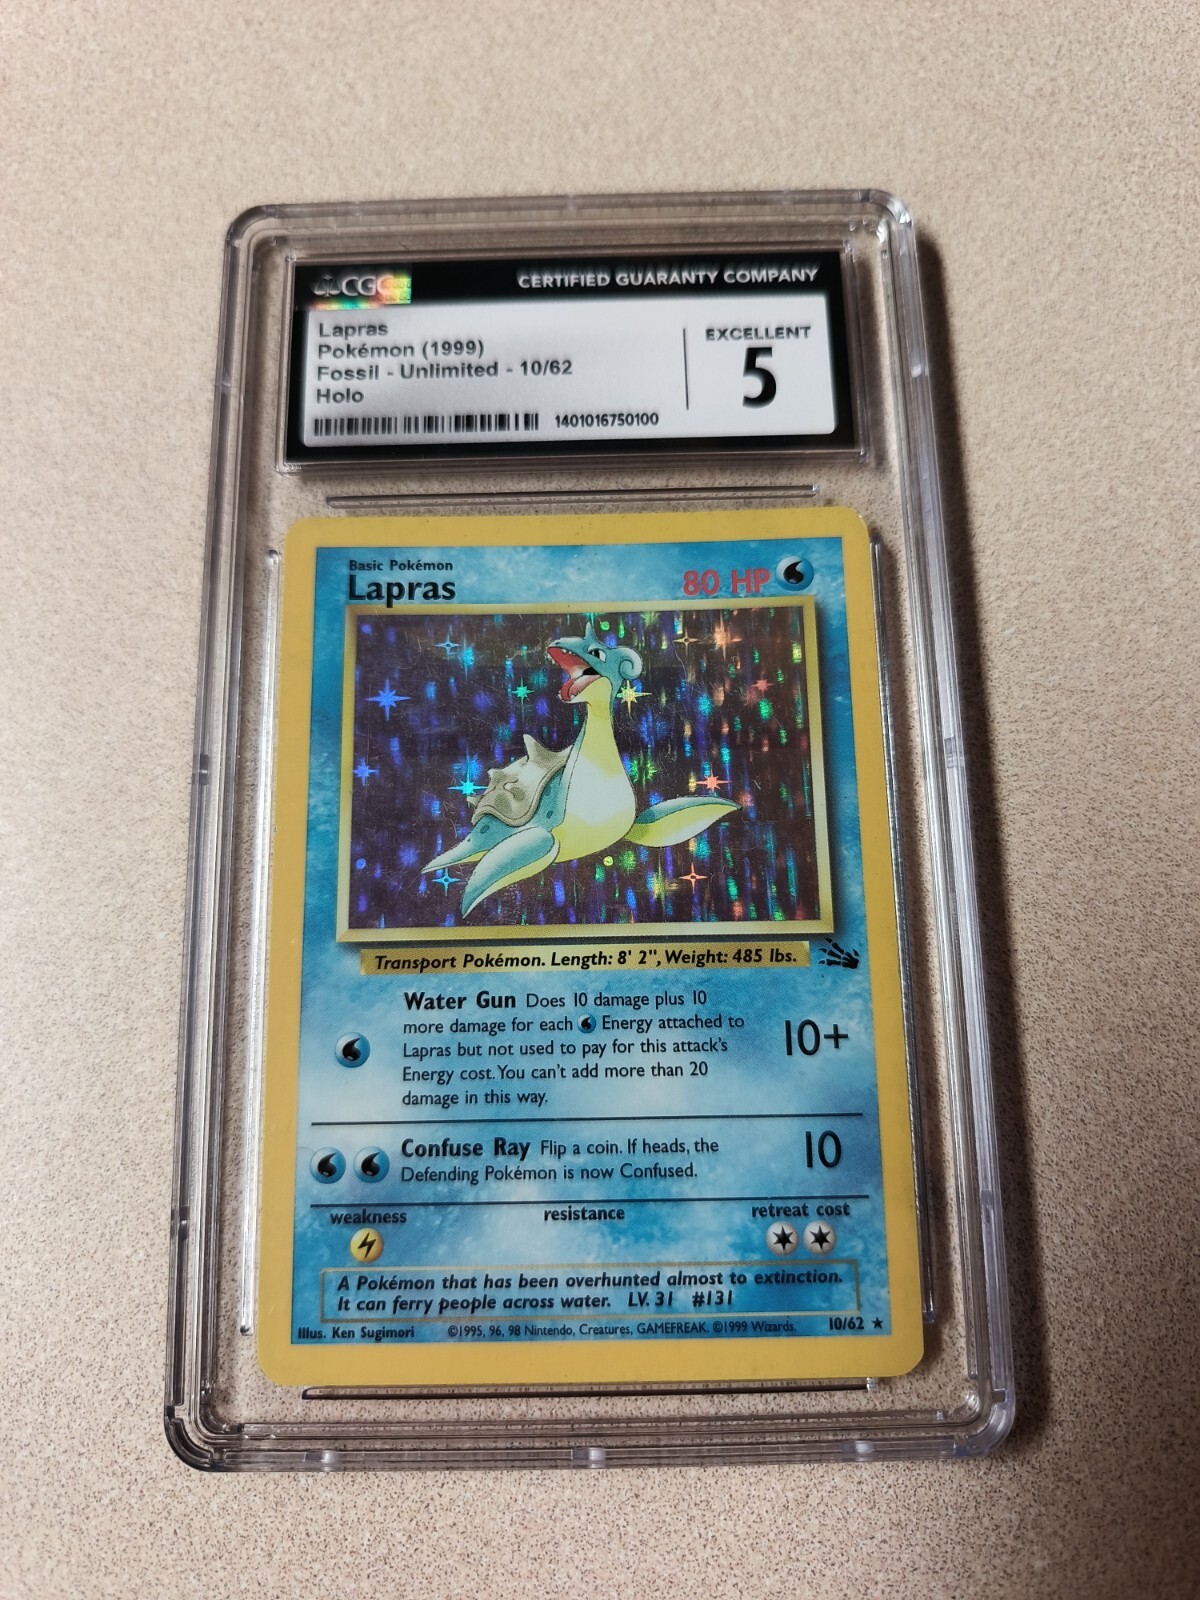 CGC
CERTIFIED GUARANTY COMPANY
Lapras
Pokémon (1999)
Fossil - Unlimited - 10/62
Holo
EXCELLENT
5
1401016750100
Basic Pokémon
Lapras
80 HP
Transport Pokémon. Length: 8' 2", Weight: 485 lbs.
Water Gun Does 10 damage plus 10
more damage for each Energy attached to
Lapras but not used to pay for this attack's
Energy cost. You can't add more than 20
damage in this way.
10+
Confuse Ray Flip a coin. If heads, the
Defending Pokémon is now Confused.
10
weakness
resistance
retreat cost
A Pokémon that has been overhunted almost to extinction.
It can ferry people across water. LV. 31 #131
Illus. Ken Sugimori
©1995, 96, 98 Nintendo, Creatures, GAMEFREAK. ©1999 Wizards.
10/62 ★